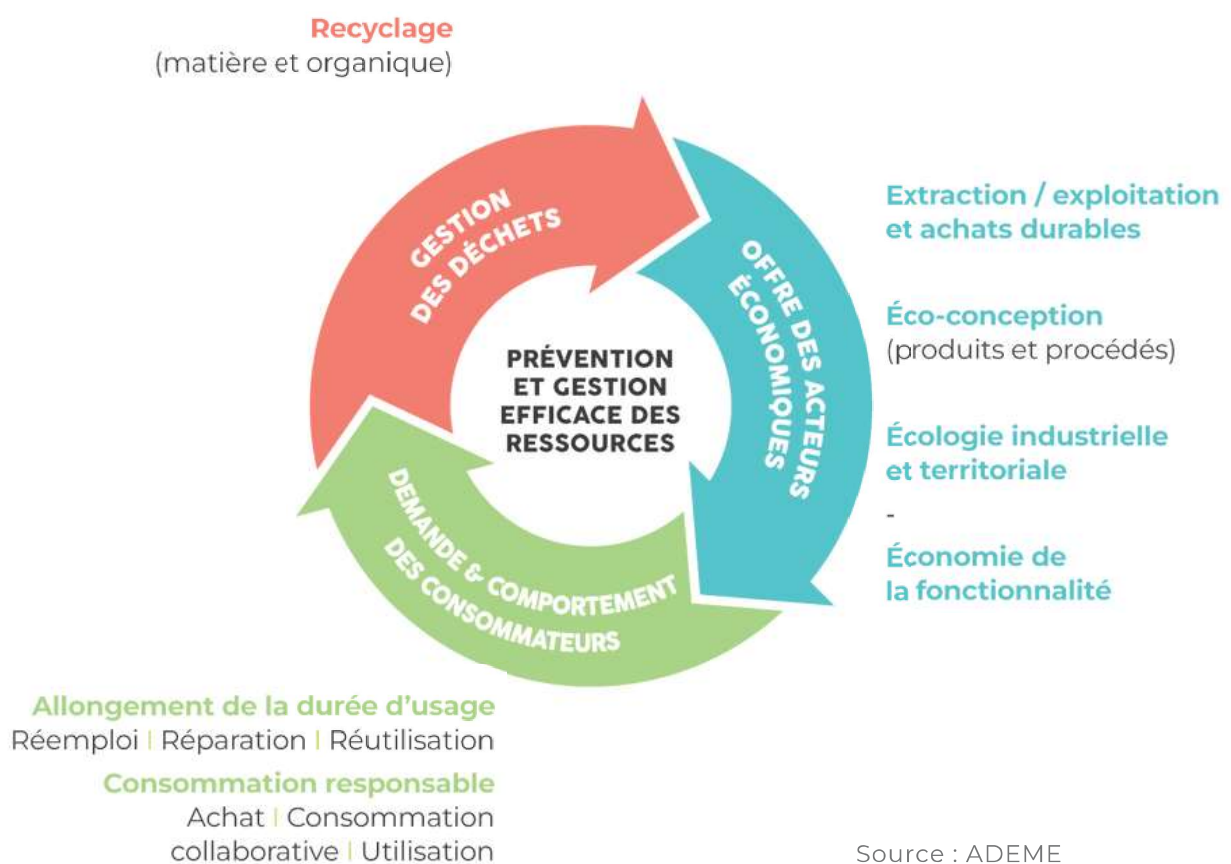 Recyclage
(matière et organique)
GESTION
DES DÉCHETS
OFFRE DES ACTEURS
ÉCONOMIQUES
Extraction / exploitation
et achats durables
Éco-conception
(produits et procédés)
Écologie industrielle
et territoriale
-
Économie de
la fonctionnalité
PRÉVENTION
ET GESTION
EFFICACE DES
RESSOURCES
DEMANDE & COMPORTEMENT
DES CONSOMMATEURS
Allongement de la durée d’usage
Réemploi I Réparation I Réutilisation
Consommation responsable
Achat I Consommation
collaborative I Utilisation
Source : ADEME